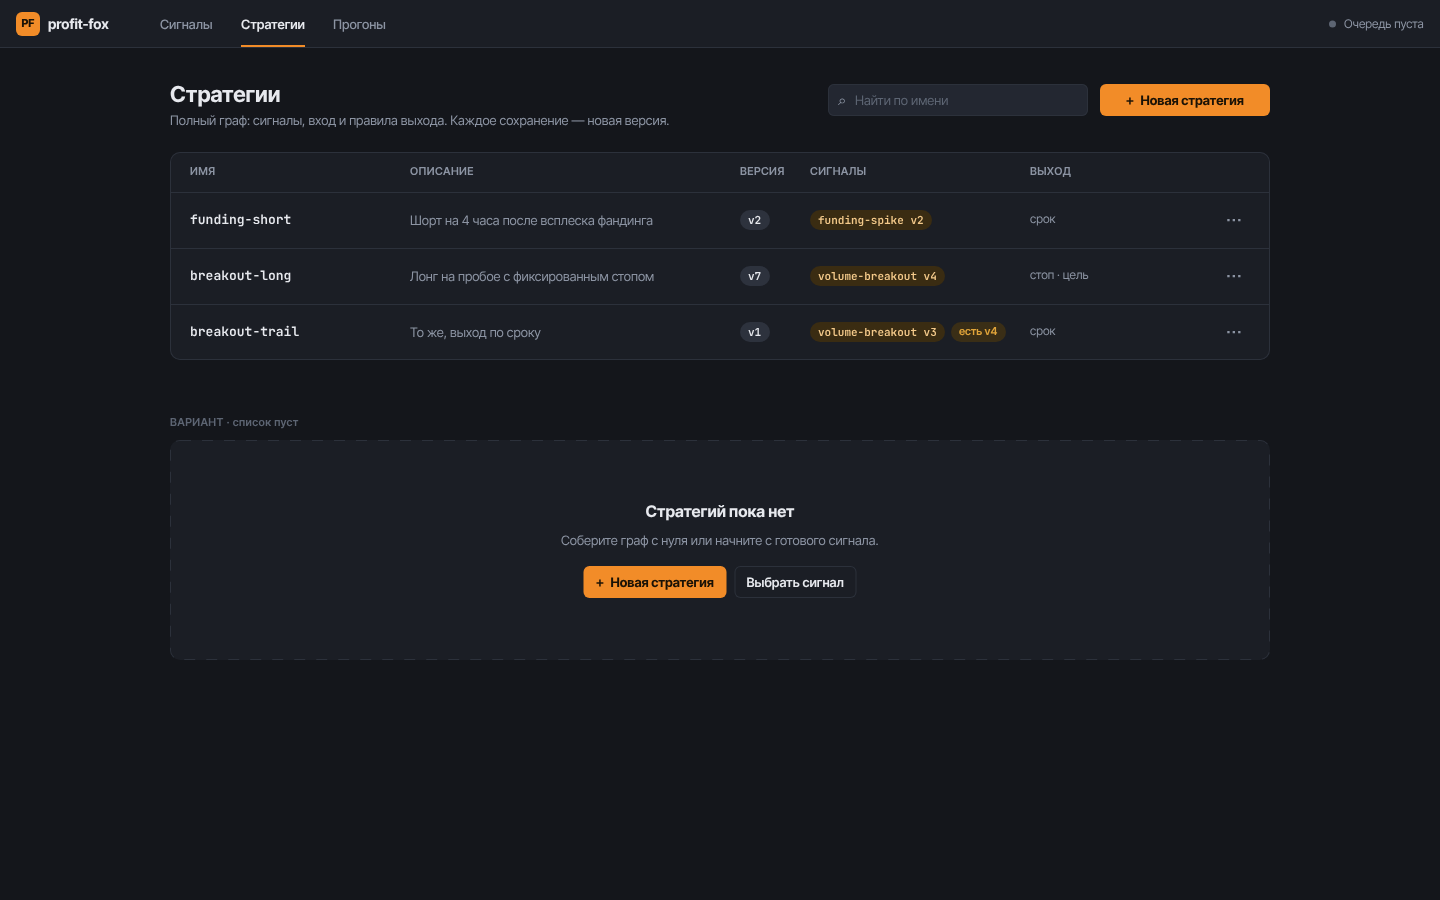 PF profit-fox Сигналы Стратегии Прогоны Очередь пуста
Стратегии
Найти по имени
+ Новая стратегия
Полный граф: сигналы, вход и правила выхода. Каждое сохранение — новая версия.
ИМЯ ОПИСАНИЕ ВЕРСИЯ СИГНАЛЫ ВЫХОД
funding-short Шорт на 4 часа после всплеска фандинга v2 funding-spike v2 срок
breakout-long Лонг на пробое с фиксированным стопом v7 volume-breakout v4 стоп · цель
breakout-trail То же, выход по сроку v1 volume-breakout v3 есть v4 срок
ВАРИАНТ · список пуст
Стратегий пока нет
Соберите граф с нуля или начните с готового сигнала.
+ Новая стратегия Выбрать сигнал